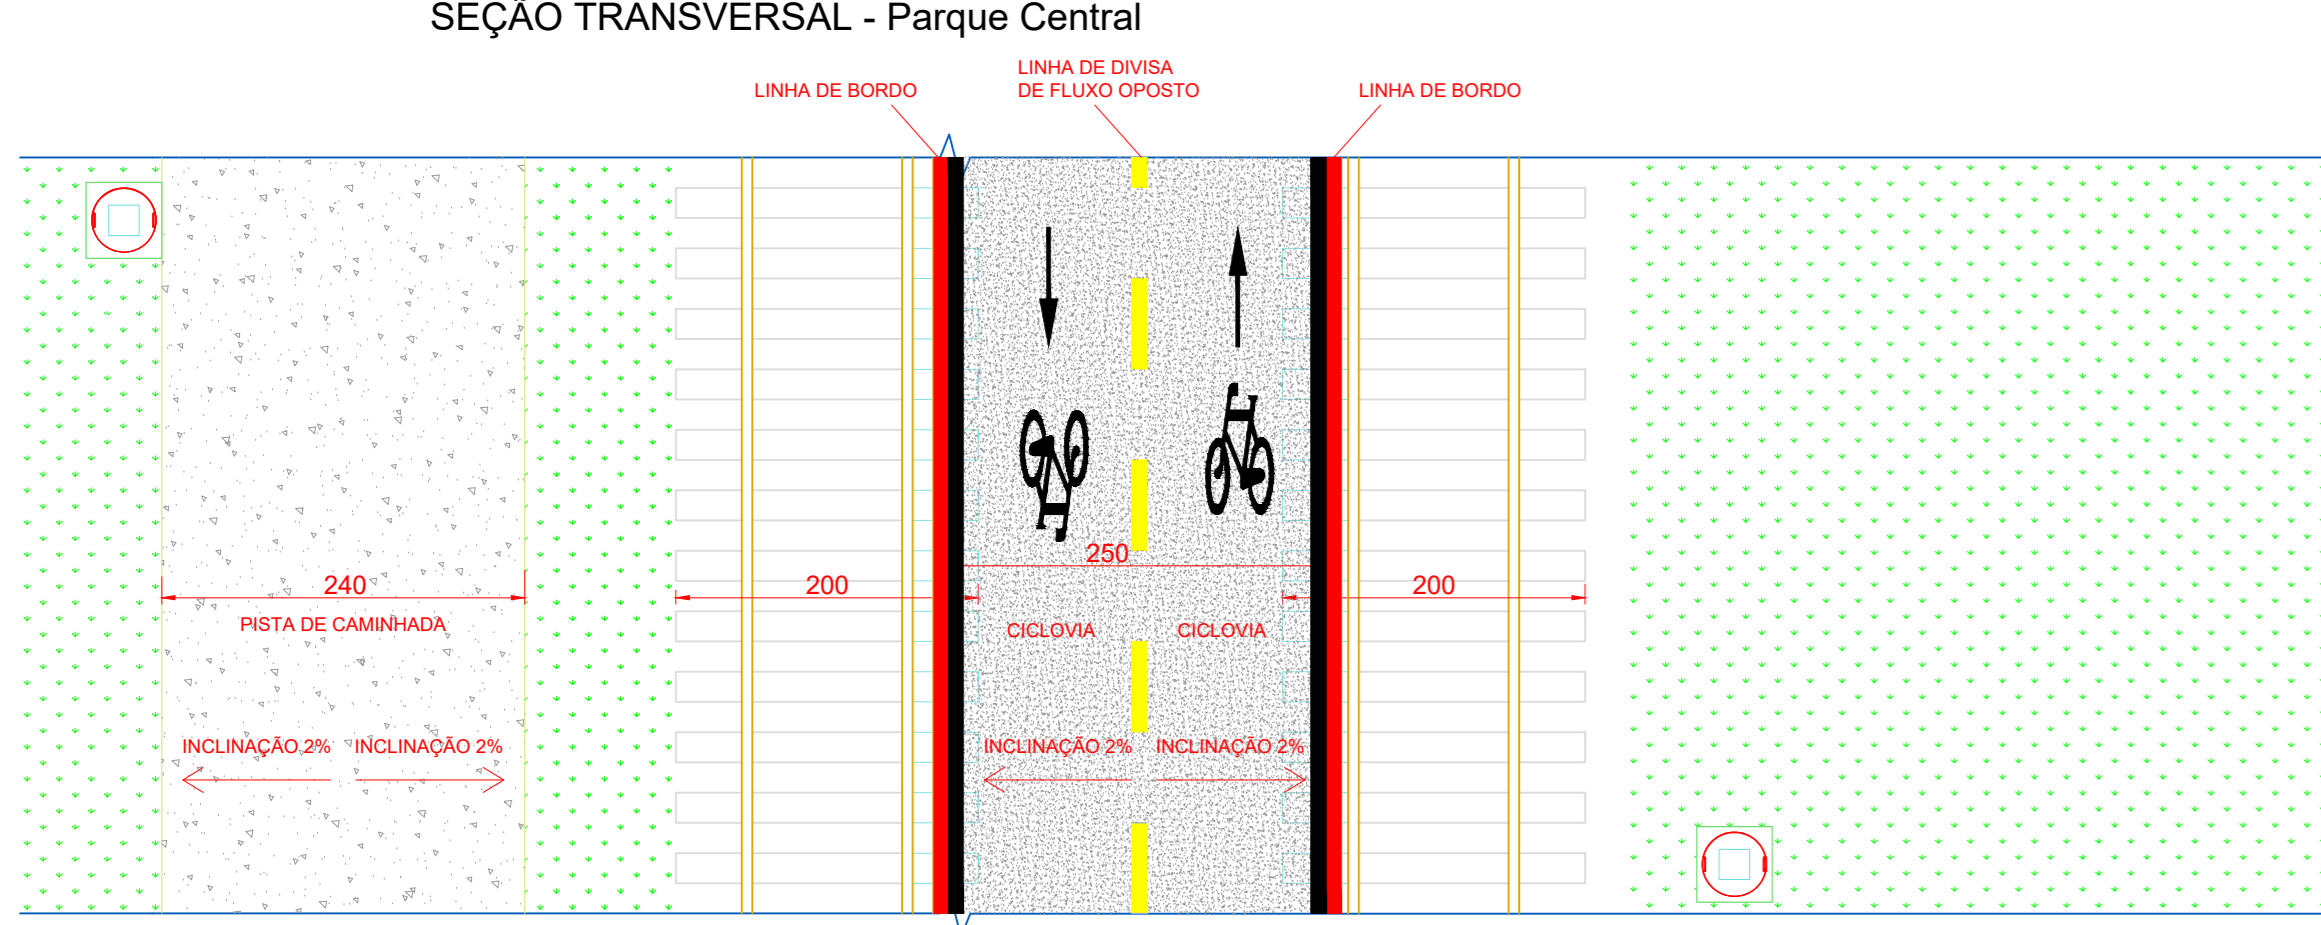 SEÇÃO TRANSVERSAL - Parque Central
LINHA DE BORDO
LINHA DE DIVISA
DE FLUXO OPOSTO
LINHA DE BORDO
250
240
200
200
PISTA DE CAMINHADA
CICLOVIA
CICLOVIA
INCLINAÇÃO 2%
INCLINAÇÃO 2%
INCLINAÇÃO 2%
INCLINAÇÃO 2%